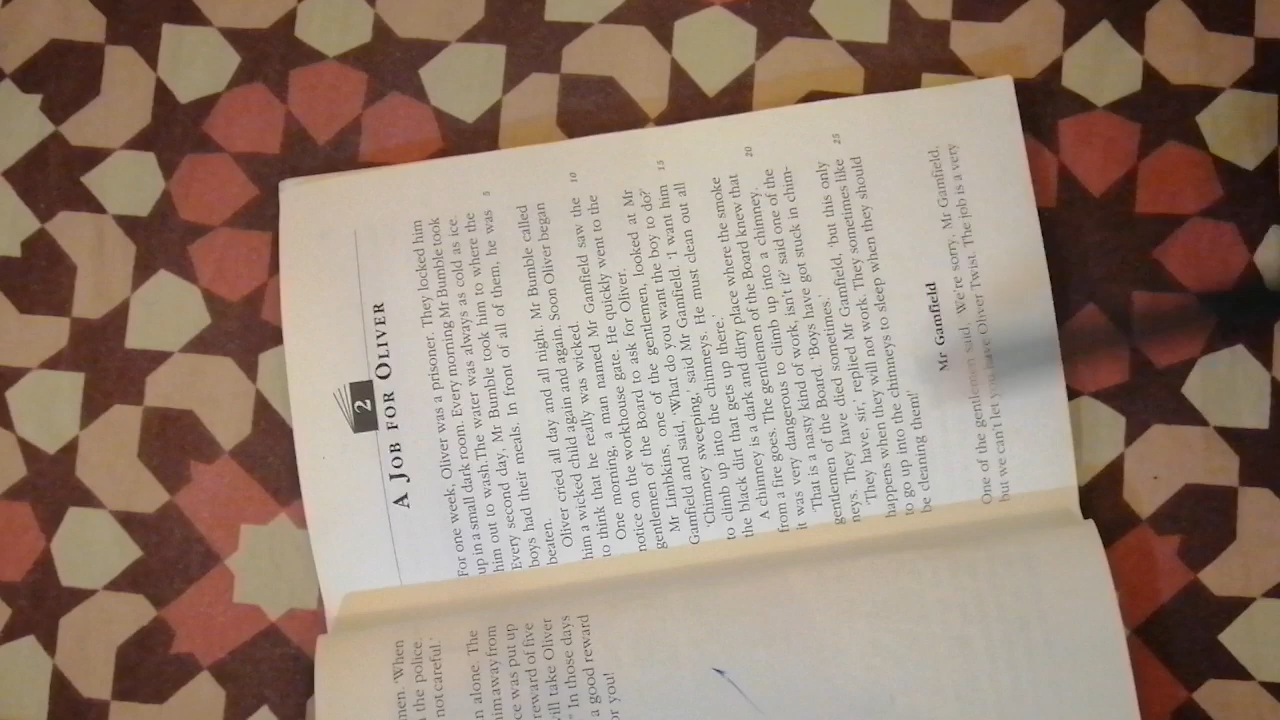 men. 'When
the police.
not careful.'
n alone. The
him away from
ce was put up
reward of five
will take Oliver
" In those days
a good reward
or you!
2
A JOB FOR OLIVER
For one week, Oliver was a prisoner. They locked him
up in a small dark room. Every morning Mr Bumble took
him out to wash. The water was always as cold as ice.
Every second day, Mr Bumble took him to where the
boys had their meals. In front of all of them, he was 5
beaten.
Oliver cried all day and all night. Mr Bumble called
him a wicked child again and again. Soon Oliver began
to think that he really was wicked.
One morning, a man named Mr Gamfield saw the 10
notice on the workhouse gate. He quickly went to the
gentlemen of the Board to ask for Oliver.
Mr Limbkins, one of the gentlemen, looked at Mr
Gamfield and said, 'What do you want the boy to do?'
'Chimney sweeping,' said Mr Gamfield. 'I want him 15
to climb up into the chimneys. He must clean out all
the black dirt that gets up there.'
A chimney is a dark and dirty place where the smoke
from a fire goes. The gentlemen of the Board knew that
it was very dangerous to climb up into a chimney. 20
'That is a nasty kind of work, isn't it?' said one of the
gentlemen of the Board. 'Boys have got stuck in chim-
neys. They have died sometimes.'
'They have, sir,' replied Mr Gamfield, 'but this only
happens when they will not work. They sometimes like 25
to go up into the chimneys to sleep when they should
be cleaning them!'
Mr Gamfield
One of the gentlemen said, 'We're sorry, Mr Gamfield,
but we can't let you have Oliver Twist. The job is a very